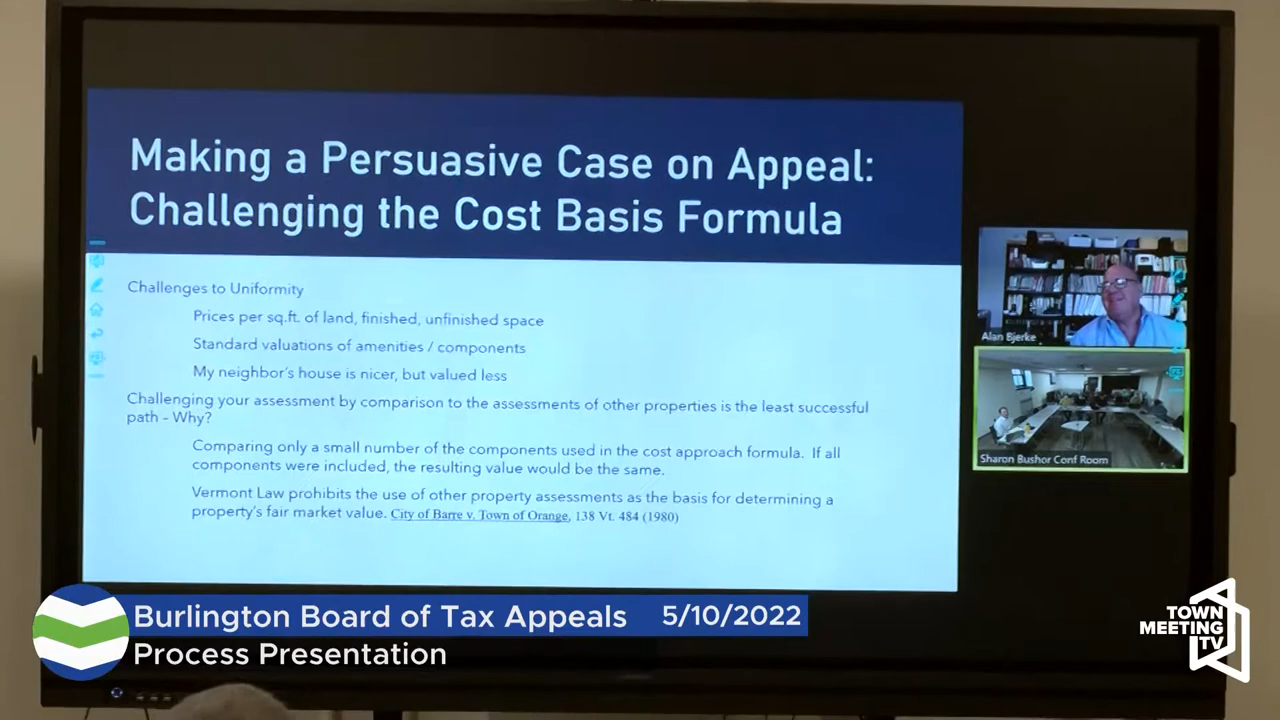 Making a Persuasive Case on Appeal:
Challenging the Cost Basis Formula
Challenges to Uniformity
Prices per sq.ft. of land, finished, unfinished space
Standard valuations of amenities / components
My neighbor's house is nicer, but valued less
Challenging your assessment by comparison to the assessments of other properties is the least successful
path – Why?
Comparing only a small number of the components used in the cost approach formula. If all
components were included, the resulting value would be the same.
Vermont Law prohibits the use of other property assessments as the basis for determining a
property's fair market value. City of Barre v. Town of Orange, 138 Vt. 484 (1980)
Alan Bjerke
Sharon Bushor Conf Room
Burlington Board of Tax Appeals 5/10/2022
Process Presentation
TOWN
MEETING
TV